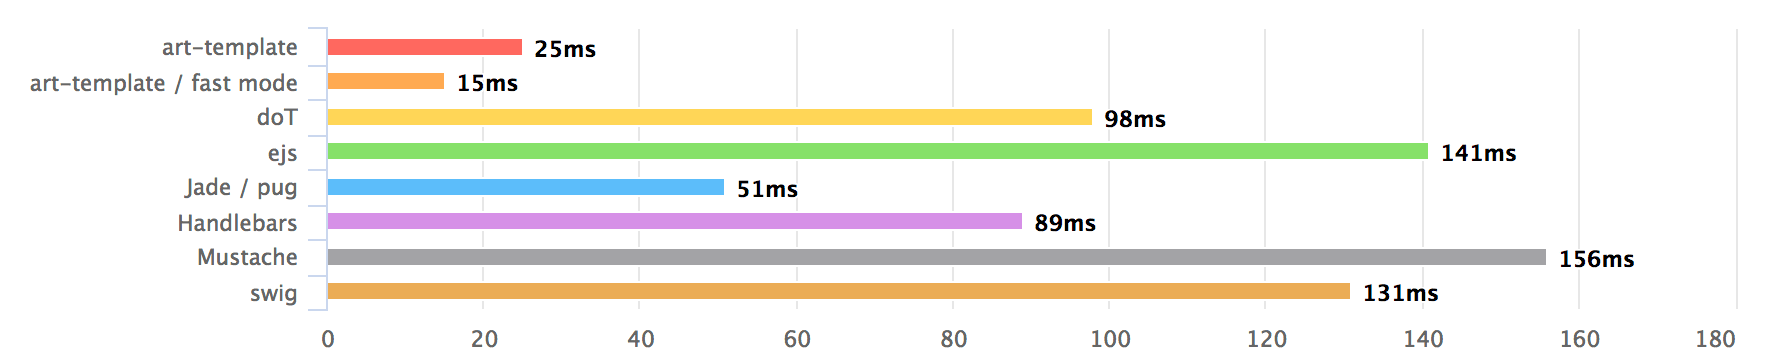 art-template 25ms
art-template / fast mode 15ms
doT 98ms
ejs 141ms
Jade / pug 51ms
Handlebars 89ms
Mustache 156ms
swig 131ms
0 20 40 60 80 100 120 140 160 180